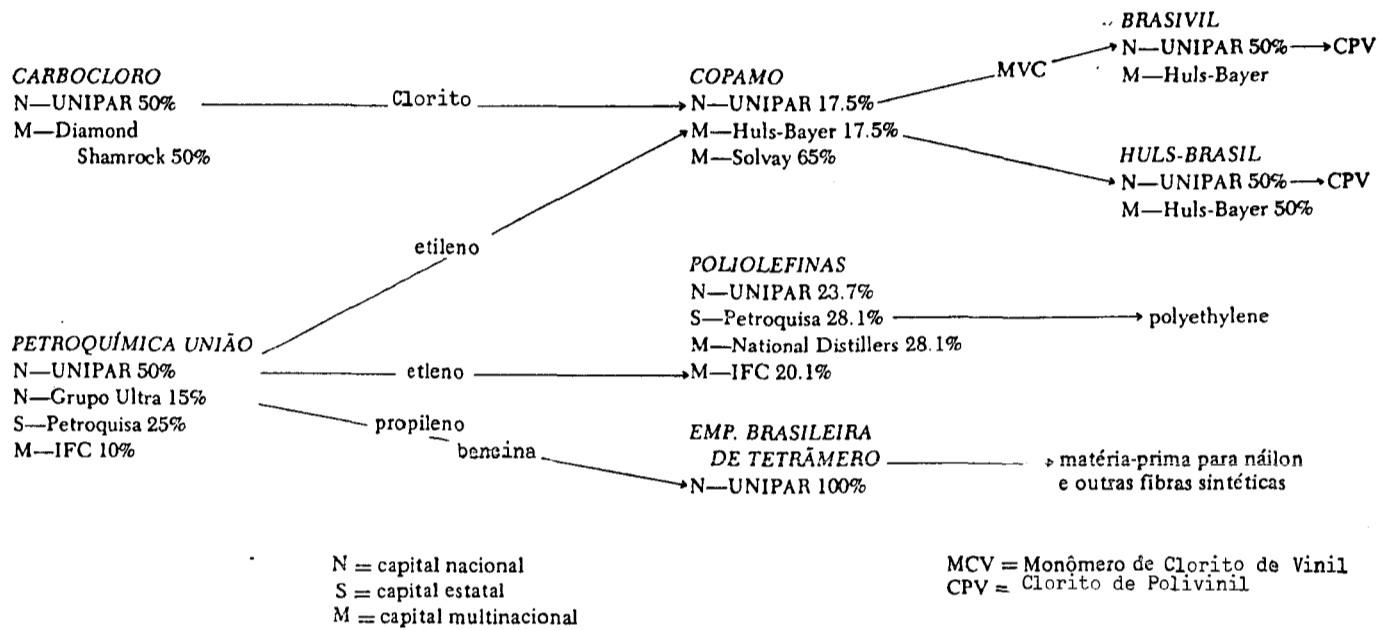 CARBOCLORO
N—UNIPAR 50%
M—Diamond
Shamrock 50%
Clorito
COPAMO
N—UNIPAR 17.5%
M—Huls-Bayer 17.5%
M—Solvay 65%
MVC
BRASIVIL
N—UNIPAR 50%
CPV
M—Huls-Bayer
HULS-BRASIL
N—UNIPAR 50%
CPV
M—Huls-Bayer 50%
etileno
PETROQUÍMICA UNIÃO
N—UNIPAR 50%
N—Grupo Ultra 15%
S—Petroquisa 25%
M—IFC 10%
etleno
POLIOLEFINAS
N—UNIPAR 23.7%
S—Petroquisa 28.1%
M—National Distillers 28.1%
M—IFC 20.1%
polyethylene
propileno
bencina
EMP. BRASILEIRA
DE TETRÂMERO
N—UNIPAR 100%
matéria-prima para náilon
e outras fibras sintéticas
N = capital nacional
S = capital estatal
M = capital multinacional
MCV = Monômero de Clorito de Vinil
CPV = Clorito de Polivinil